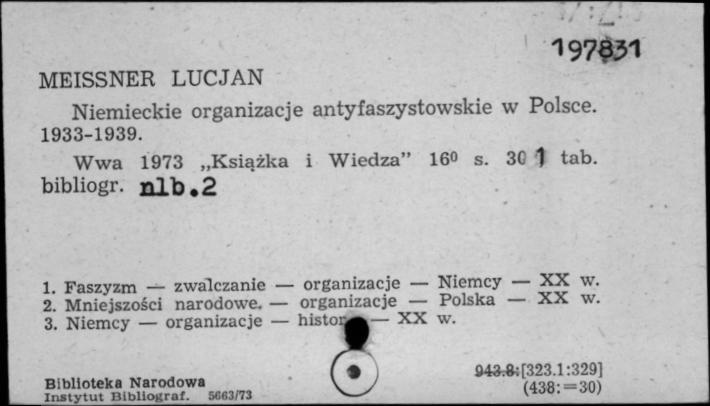 197831
MEISSNER LUCJAN
Niemieckie organizacje antyfaszystowskie w Polsce.
1933-1939.
Wwa 1973 „Książka i Wiedza” 16º s. 301 tab.
bibliogr. nlb.2
1. Faszyzm — zwalczanie — organizacje — Niemcy — XX w.
2. Mniejszości narodowe. — organizacje — Polska — XX w.
3. Niemcy — organizacje — — XX w.
943.8:[323.1:329]
(438:=30)
Biblioteka Narodowa
Instytut Bibliograf. 5663/73